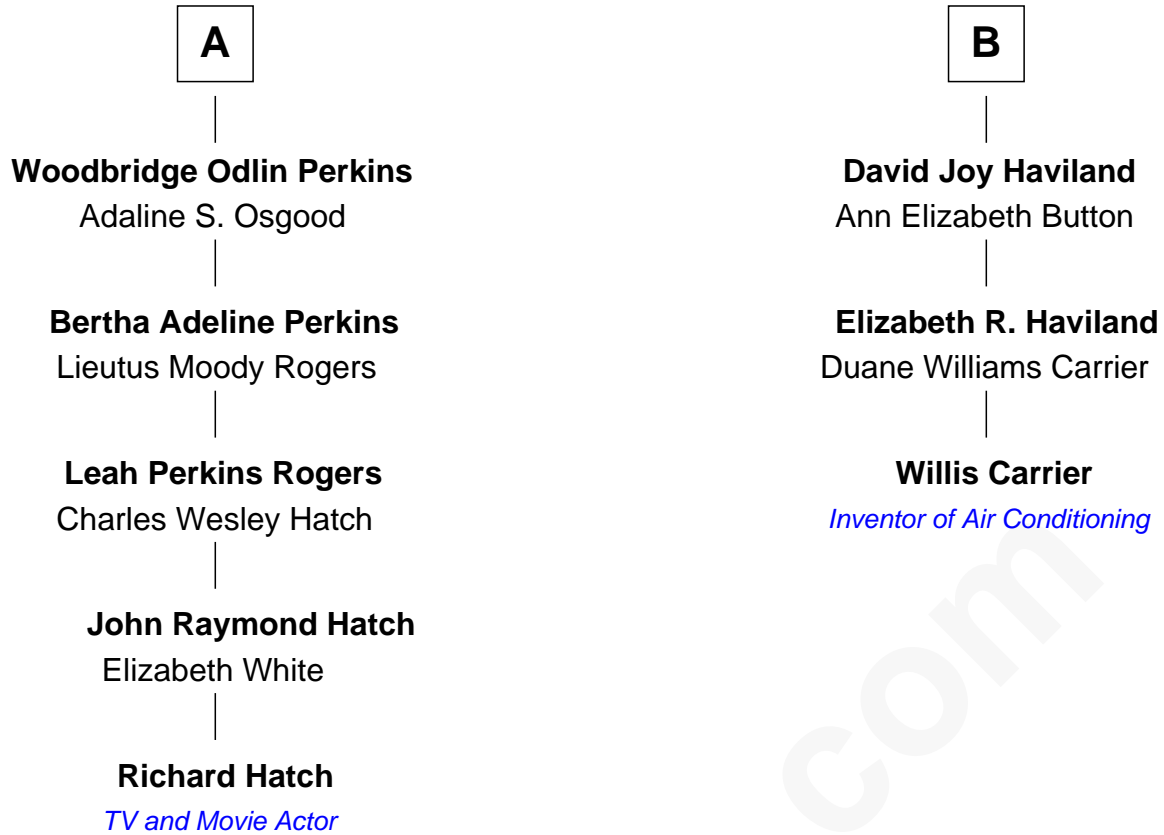 A
Woodbridge Odlin Perkins
Adaline S. Osgood
Bertha Adeline Perkins
Lieutus Moody Rogers
Leah Perkins Rogers
Charles Wesley Hatch
John Raymond Hatch
Elizabeth White
Richard Hatch
TV and Movie Actor
B
David Joy Haviland
Ann Elizabeth Button
Elizabeth R. Haviland
Duane Williams Carrier
Willis Carrier
Inventor of Air Conditioning
com